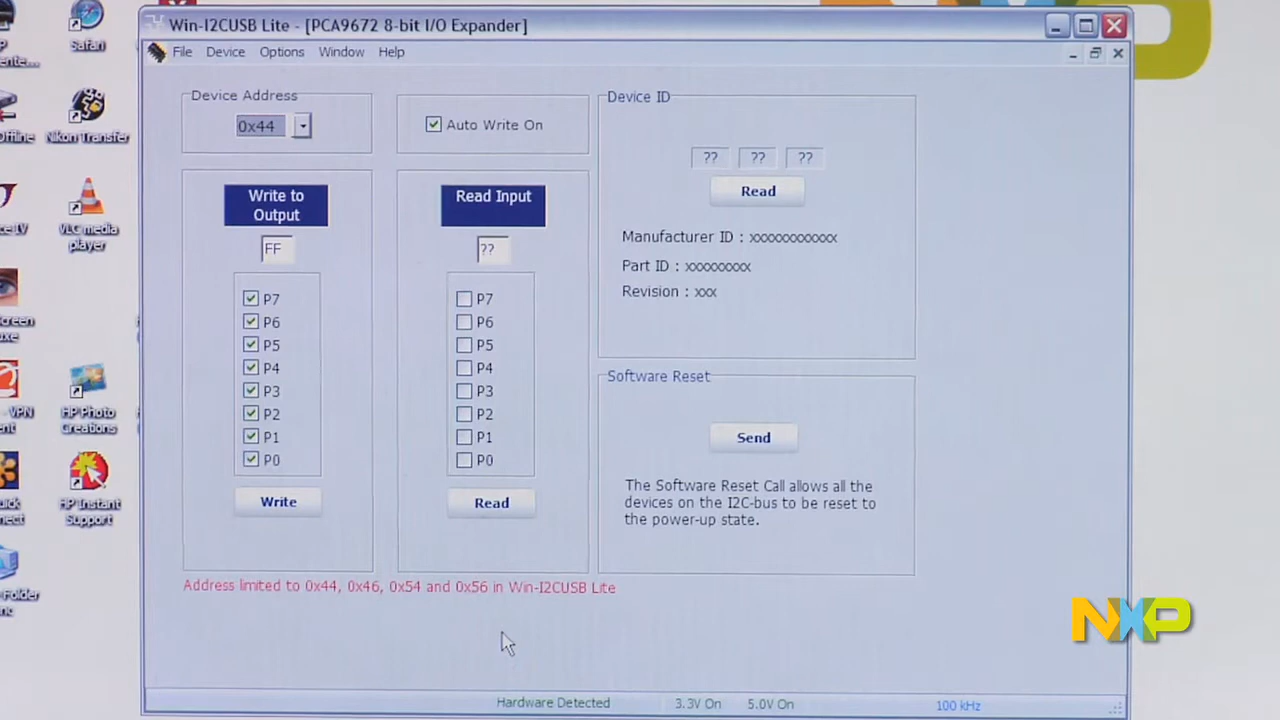 Win-I2CUSB Lite - [PCA9672 8-bit I/O Expander]
File Device Options Window Help
Device Address
0x44
Auto Write On
Write to
Output
FF
P7
P6
P5
P4
P3
P2
P1
P0
Write
Read Input
??
P7
P6
P5
P4
P3
P2
P1
P0
Read
Device ID
?? ?? ??
Read
Manufacturer ID : xxxxxxxxxxxx
Part ID : xxxxxxxxx
Revision : xxx
Software Reset
Send
The Software Reset Call allows all the
devices on the I2C-bus to be reset to
the power-up state.
Address limited to 0x44, 0x46, 0x54 and 0x56 in Win-I2CUSB Lite
Hardware Detected 3.3V On 5.0V On 100 kHz
Safari
Nikon Transfer
VLC media
player
HP Photo
Creations
HP Instant
Support
VPN
Folder
NXP